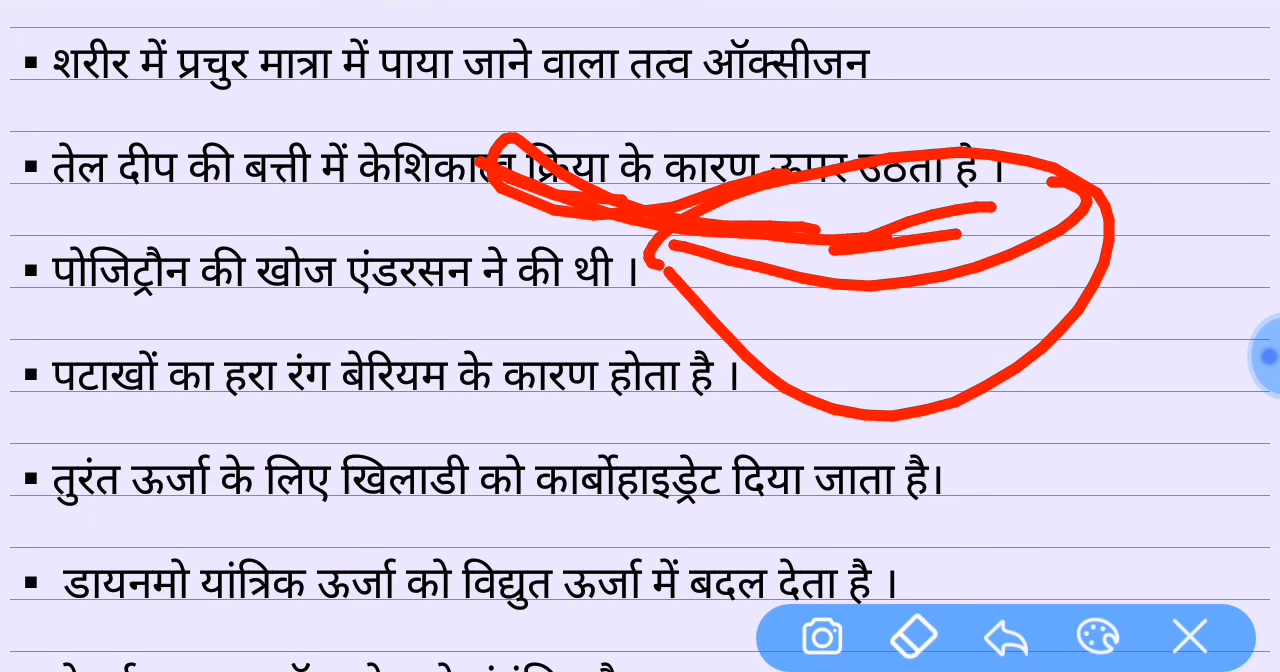 ▪ शरीर में प्रचुर मात्रा में पाया जाने वाला तत्व ऑक्सीजन
▪ तेल दीप की बत्ती में केशिकात्व क्रिया के कारण ऊपर उठता है ।
▪ पोजिट्रौन की खोज एंडरसन ने की थी ।
▪ पटाखों का हरा रंग बेरियम के कारण होता है ।
▪ तुरंत ऊर्जा के लिए खिलाडी को कार्बोहाइड्रेट दिया जाता है।
▪ डायनमो यांत्रिक ऊर्जा को विद्युत ऊर्जा में बदल देता है ।